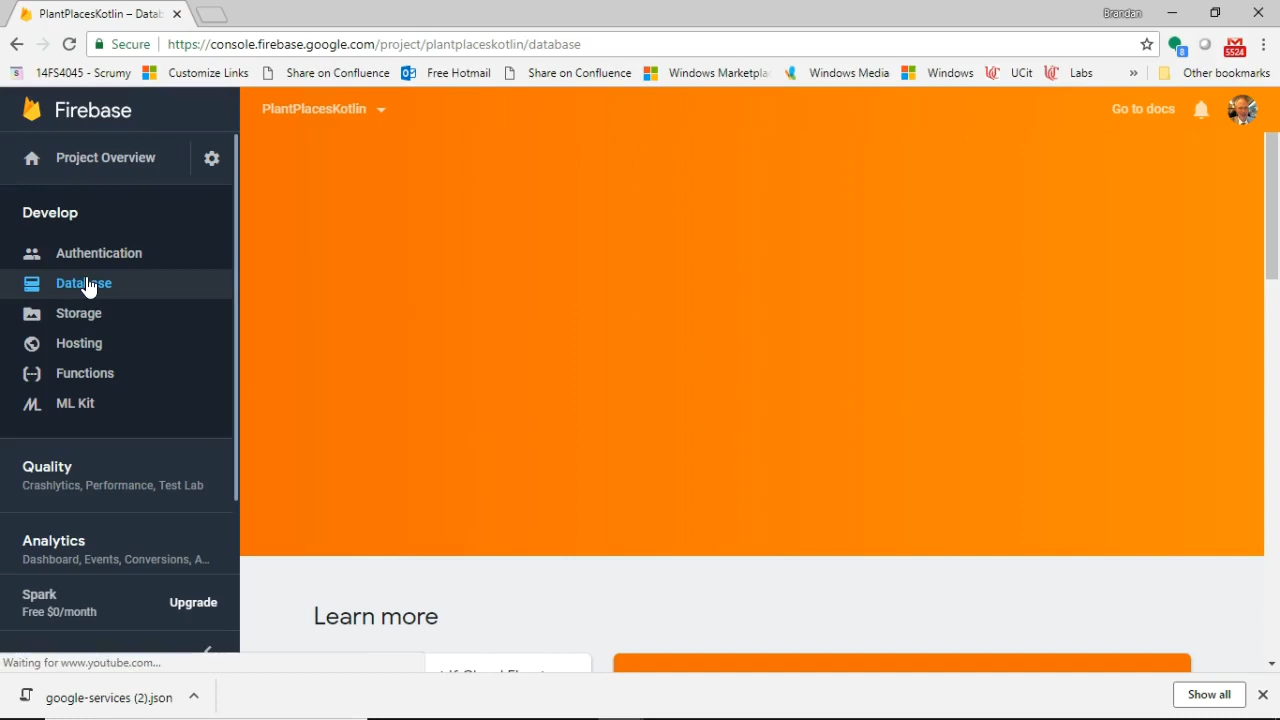 PlantPlacesKotlin – Datab
Brandan
Secure
https://console.firebase.google.com/project/plantplaceskotlin/database
8
5524
S
14FS4045 - Scrumy
Customize Links
Share on Confluence
Free Hotmail
Share on Confluence
Windows Marketpla
Windows Media
Windows
UCit
Labs
»
Other bookmarks
Firebase
PlantPlacesKotlin
Go to docs
Project Overview
Develop
Authentication
Database
Storage
Hosting
Functions
ML Kit
Quality
Crashlytics, Performance, Test Lab
Analytics
Dashboard, Events, Conversions, A...
Spark
Free $0/month
Upgrade
Learn more
Waiting for www.youtube.com...
google-services (2).json
Show all